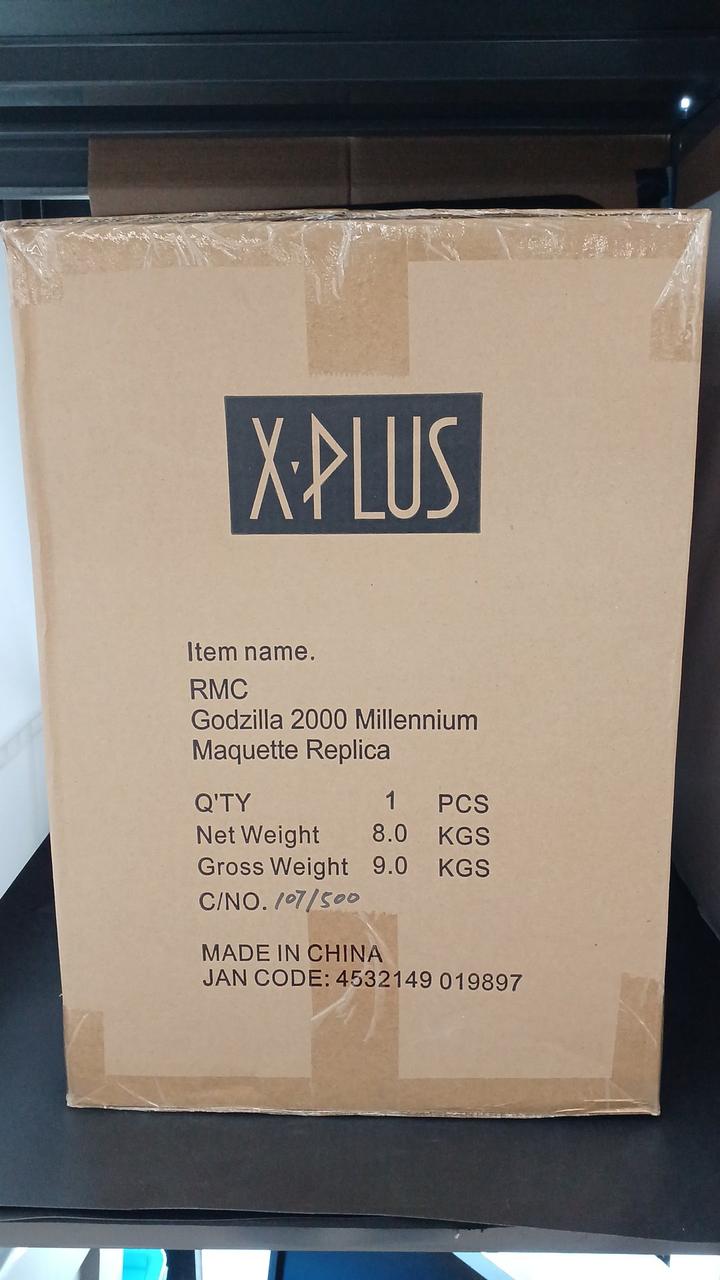 X·PLUS
Item name.
RMC
Godzilla 2000 Millennium
Maquette Replica
Q'TY 1 PCS
Net Weight 8.0 KGS
Gross Weight 9.0 KGS
C/NO. 107/500
MADE IN CHINA
JAN CODE: 4532149 019897